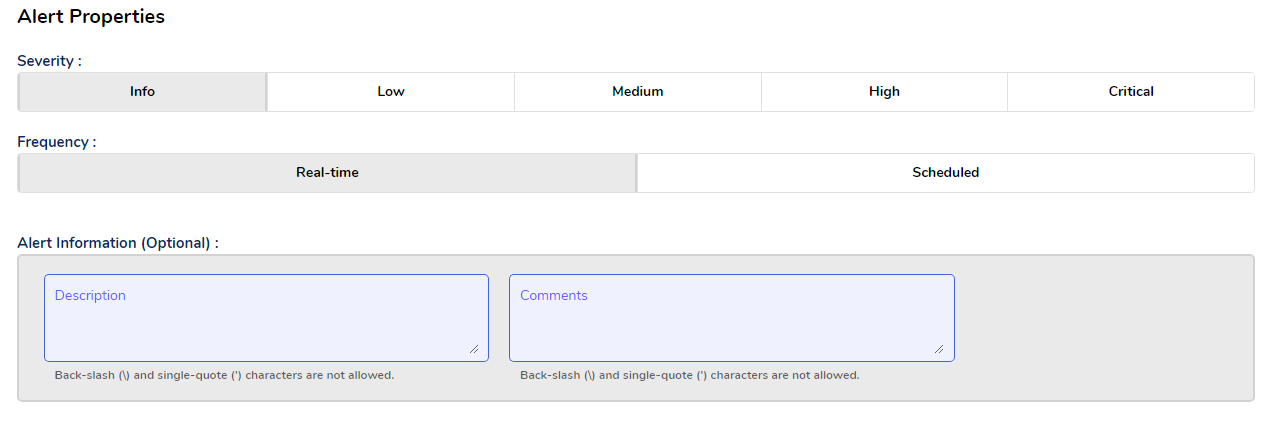 Alert Properties
Severity :
Info Low Medium High Critical
Frequency :
Real-time Scheduled
Alert Information (Optional) :
Description Comments
Back-slash (\) and single-quote (') characters are not allowed. Back-slash (\) and single-quote (') characters are not allowed.